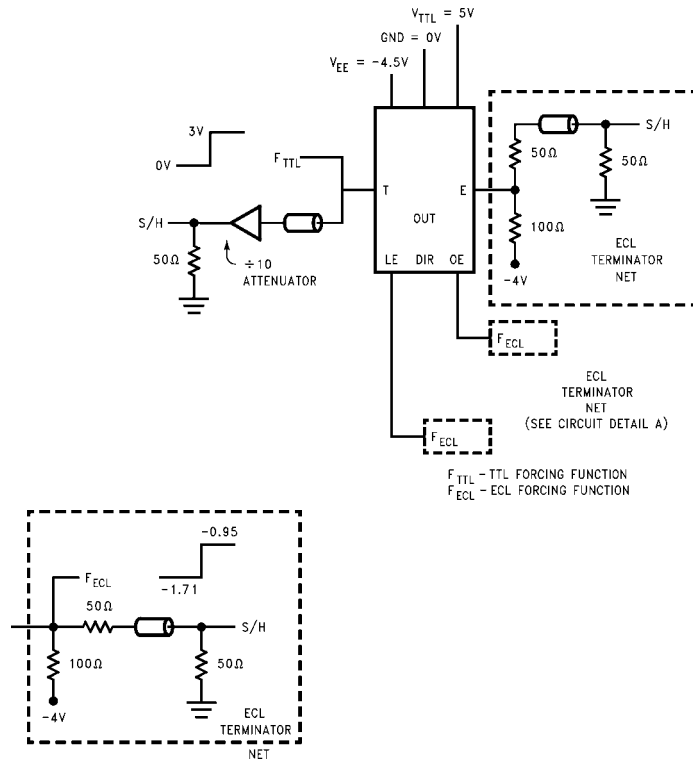 V_TTL = 5V
GND = 0V
V_EE = -4.5V
3V
0V
F_TTL
S/H
50Ω
÷10
ATTENUATOR
T
E
OUT
LE DIR OE
50Ω
S/H
50Ω
100Ω
-4V
ECL
TERMINATOR
NET
F_ECL
F_ECL
ECL
TERMINATOR
NET
(SEE CIRCUIT DETAIL A)
F_TTL - TTL FORCING FUNCTION
F_ECL - ECL FORCING FUNCTION
-0.95
-1.71
F_ECL
50Ω
S/H
100Ω
50Ω
-4V
ECL
TERMINATOR
NET